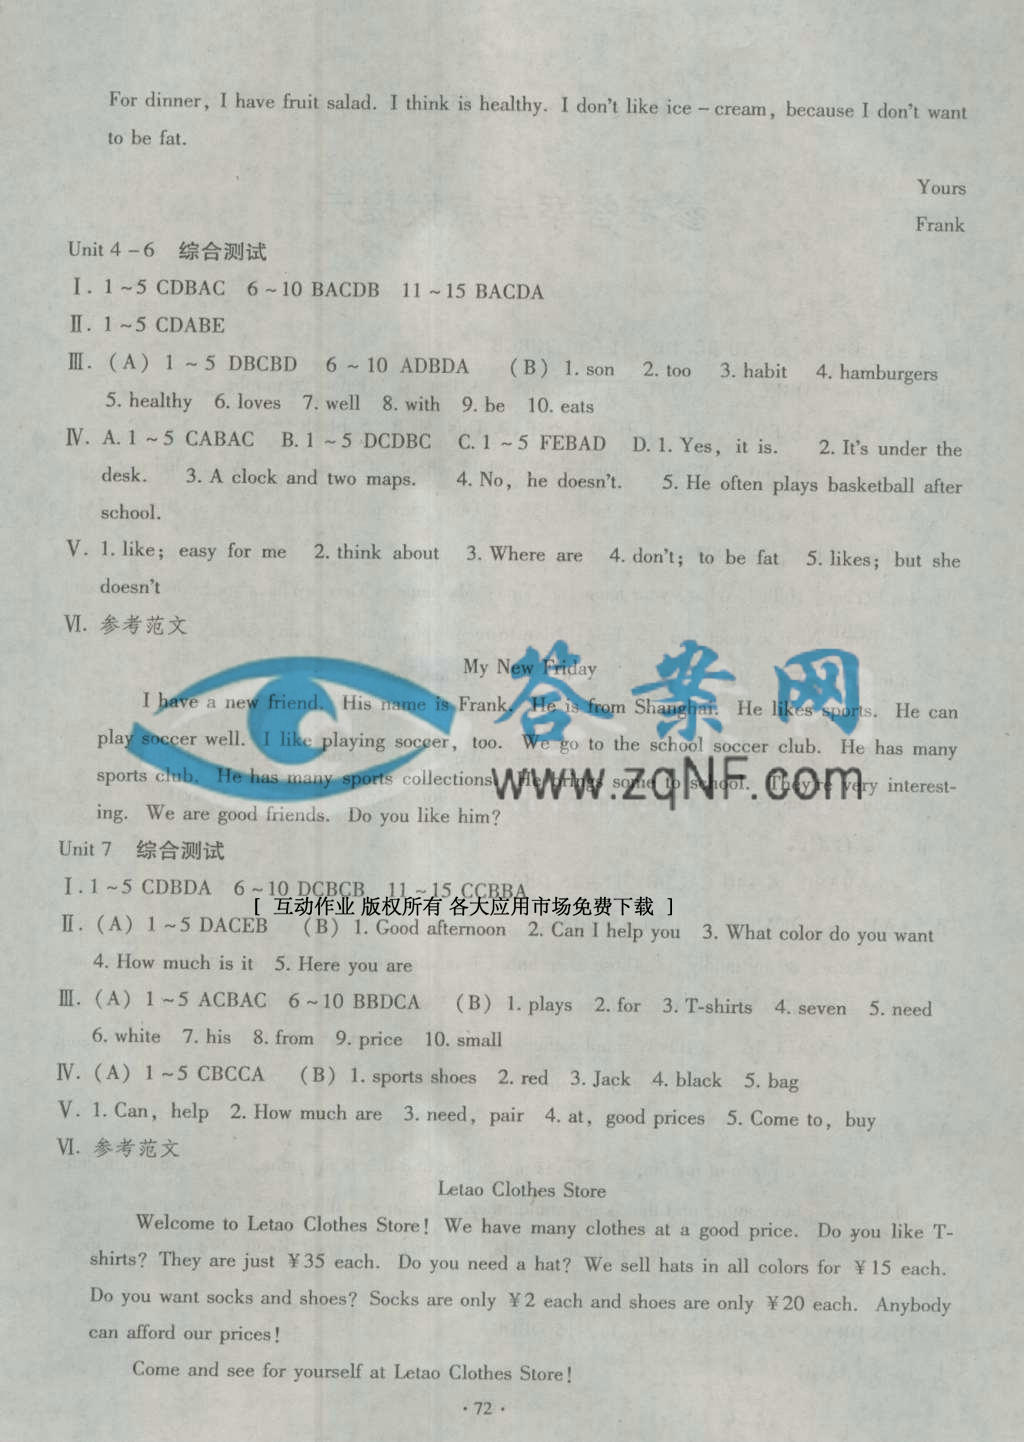 For dinner, I have fruit salad. I think is healthy. I don't like ice – cream, because I don't want
to be fat.
Yours
Frank
Unit 4 – 6 综合测试
Ⅰ. 1 ~ 5 CDBAC 6 ~ 10 BACDB 11 ~ 15 BACDA
Ⅱ. 1 ~ 5 CDABE
Ⅲ. (A) 1 ~ 5 DBCBD 6 ~ 10 ADBDA (B) 1. son 2. too 3. habit 4. hamburgers
5. healthy 6. loves 7. well 8. with 9. be 10. eats
Ⅳ. A. 1 ~ 5 CABAC B. 1 ~ 5 DCDBC C. 1 ~ 5 FEBAD D. 1. Yes, it is. 2. It's under the
desk. 3. A clock and two maps. 4. No, he doesn't. 5. He often plays basketball after
school.
Ⅴ. 1. like; easy for me 2. think about 3. Where are 4. don't; to be fat 5. likes; but she
doesn't
Ⅵ. 参考范文
My New Friday
I have a new friend. His name is Frank. He is from Shanghai. He likes sports. He can
play soccer well. I like playing soccer, too. We go to the school soccer club. He has many
sports club. He has many sports collections. He brings some to school. They're very interest-
ing. We are good friends. Do you like him?
答案网
www.zqNF.com
Unit 7 综合测试
Ⅰ. 1 ~ 5 CDBDA 6 ~ 10 DCBCB 11 ~ 15 CCBBA
[ 互动作业 版权所有 各大应用市场免费下载 ]
Ⅱ. (A) 1 ~ 5 DACEB (B) 1. Good afternoon 2. Can I help you 3. What color do you want
4. How much is it 5. Here you are
Ⅲ. (A) 1 ~ 5 ACBAC 6 ~ 10 BBDCA (B) 1. plays 2. for 3. T-shirts 4. seven 5. need
6. white 7. his 8. from 9. price 10. small
Ⅳ. (A) 1 ~ 5 CBCCA (B) 1. sports shoes 2. red 3. Jack 4. black 5. bag
Ⅴ. 1. Can, help 2. How much are 3. need, pair 4. at, good prices 5. Come to, buy
Ⅵ. 参考范文
Letao Clothes Store
Welcome to Letao Clothes Store! We have many clothes at a good price. Do you like T-
shirts? They are just ￥35 each. Do you need a hat? We sell hats in all colors for ￥15 each.
Do you want socks and shoes? Socks are only ￥2 each and shoes are only ￥20 each. Anybody
can afford our prices!
Come and see for yourself at Letao Clothes Store!
· 72 ·